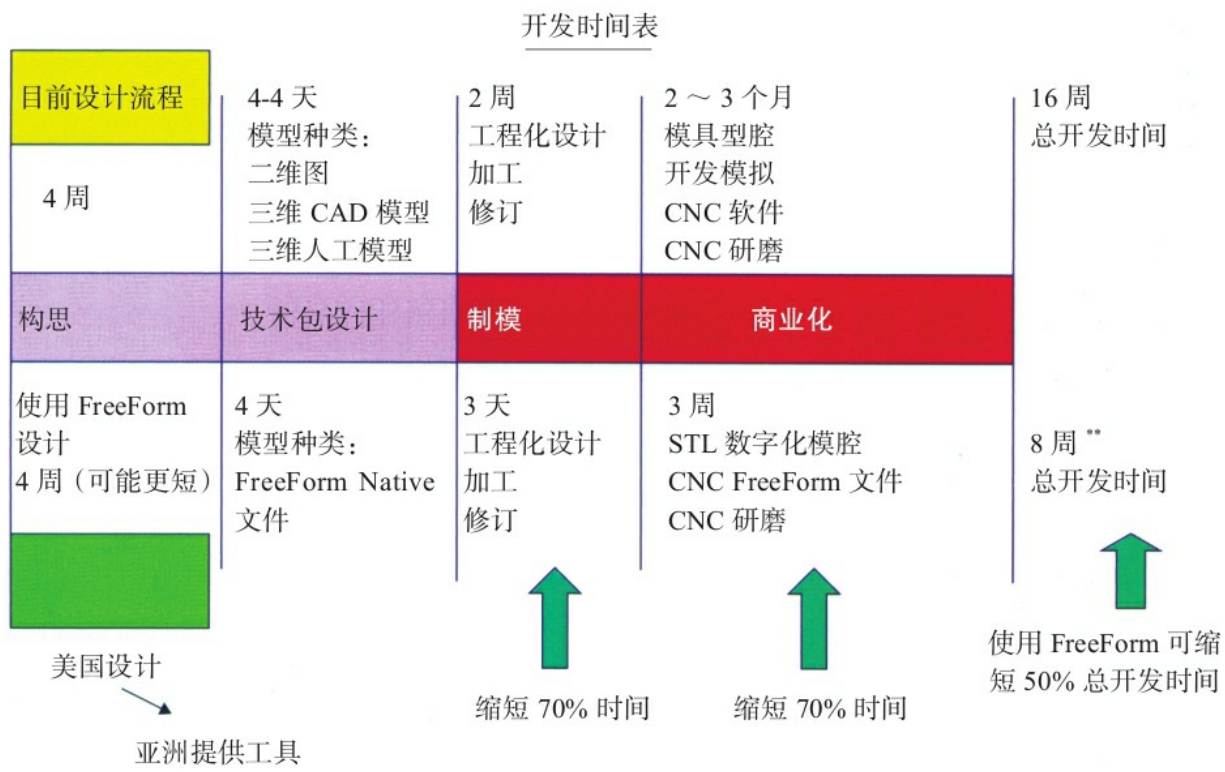 开发时间表
目前设计流程
4 周
4-4 天
模型种类：
二维图
三维 CAD 模型
三维人工模型
2 周
工程化设计
加工
修订
2 ～ 3 个月
模具型腔
开发模拟
CNC 软件
CNC 研磨
16 周
总开发时间
构思
技术包设计
制模
商业化
使用 FreeForm
设计
4 周（可能更短）
4 天
模型种类：
FreeForm Native
文件
3 天
工程化设计
加工
修订
3 周
STL 数字化模腔
CNC FreeForm 文件
CNC 研磨
8 周 **
总开发时间
美国设计
亚洲提供工具
缩短 70% 时间
缩短 70% 时间
使用 FreeForm 可缩
短 50% 总开发时间